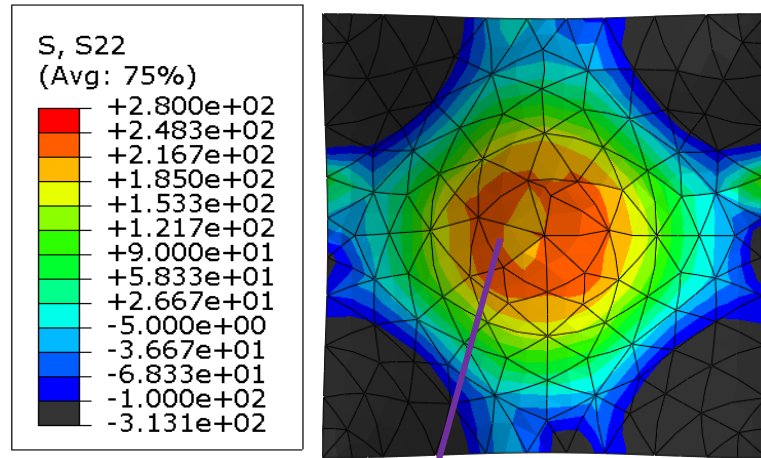 S, S22
(Avg: 75%)
+2.800e+02
+2.483e+02
+2.167e+02
+1.850e+02
+1.533e+02
+1.217e+02
+9.000e+01
+5.833e+01
+2.667e+01
-5.000e+00
-3.667e+01
-6.833e+01
-1.000e+02
-3.131e+02